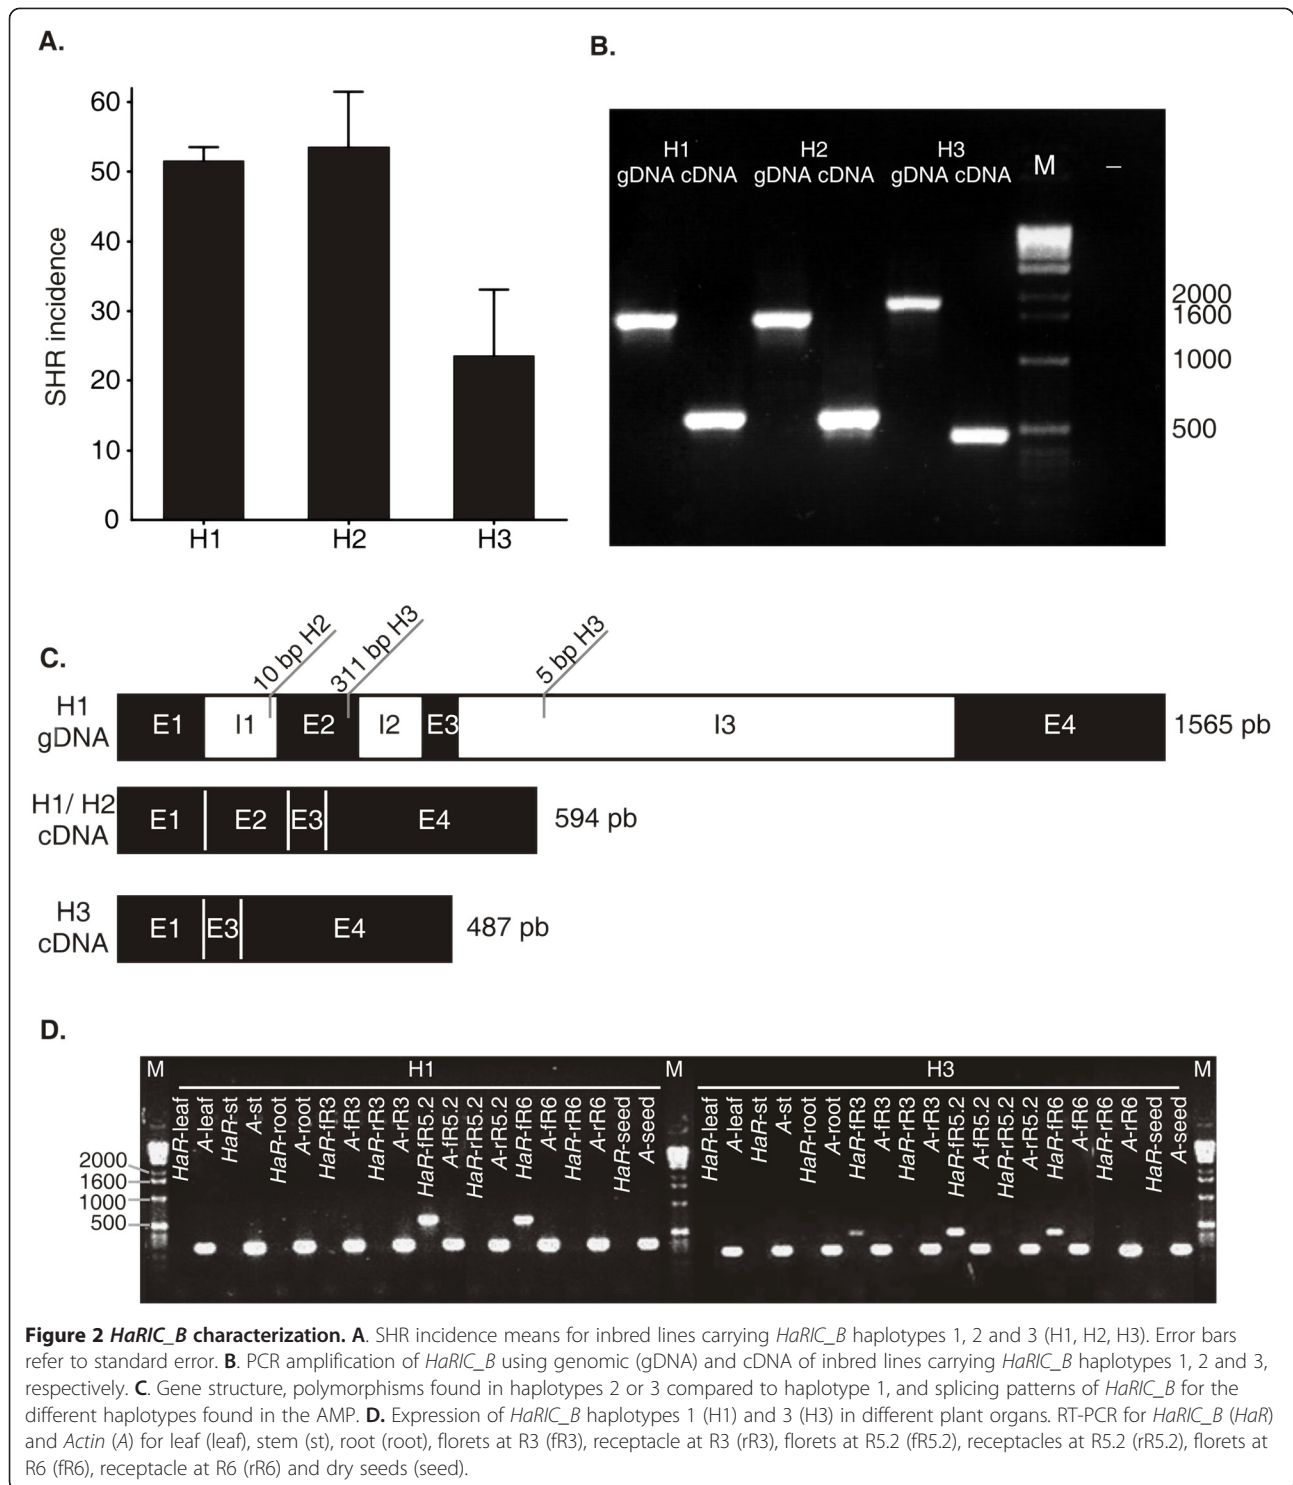 A.
60
50
40
30
20
10
0
SHR incidence
H1 H2 H3
B.
H1 H2 H3 M –
gDNA cDNA gDNA cDNA gDNA cDNA
2000
1600
1000
500
C.
10 bp H2
311 bp H3
5 bp H3
H1
gDNA
E1 I1 E2 I2 E3 I3 E4 1565 pb
H1/ H2
cDNA
E1 E2 E3 E4 594 pb
H3
cDNA
E1 E3 E4 487 pb
D.
M H1 M H3 M
HaR-leaf
A-leaf
HaR-st
A-st
HaR-root
A-root
HaR-fR3
A-fR3
HaR-rR3
A-rR3
HaR-fR5.2
A-fR5.2
HaR-rR5.2
A-rR5.2
HaR-fR6
A-fR6
HaR-rR6
A-rR6
HaR-seed
A-seed
HaR-leaf
A-leaf
HaR-st
A-st
HaR-root
A-root
HaR-fR3
A-fR3
HaR-rR3
A-rR3
HaR-fR5.2
A-fR5.2
HaR-rR5.2
A-rR5.2
HaR-fR6
A-fR6
HaR-rR6
A-rR6
HaR-seed
A-seed
2000
1600
1000
500
Figure 2 HaRIC_B characterization. A. SHR incidence means for inbred lines carrying HaRIC_B haplotypes 1, 2 and 3 (H1, H2, H3). Error bars
refer to standard error. B. PCR amplification of HaRIC_B using genomic (gDNA) and cDNA of inbred lines carrying HaRIC_B haplotypes 1, 2 and 3,
respectively. C. Gene structure, polymorphisms found in haplotypes 2 or 3 compared to haplotype 1, and splicing patterns of HaRIC_B for the
different haplotypes found in the AMP. D. Expression of HaRIC_B haplotypes 1 (H1) and 3 (H3) in different plant organs. RT-PCR for HaRIC_B (HaR)
and Actin (A) for leaf (leaf), stem (st), root (root), florets at R3 (fR3), receptacle at R3 (rR3), florets at R5.2 (fR5.2), receptacles at R5.2 (rR5.2), florets at
R6 (fR6), receptacle at R6 (rR6) and dry seeds (seed).